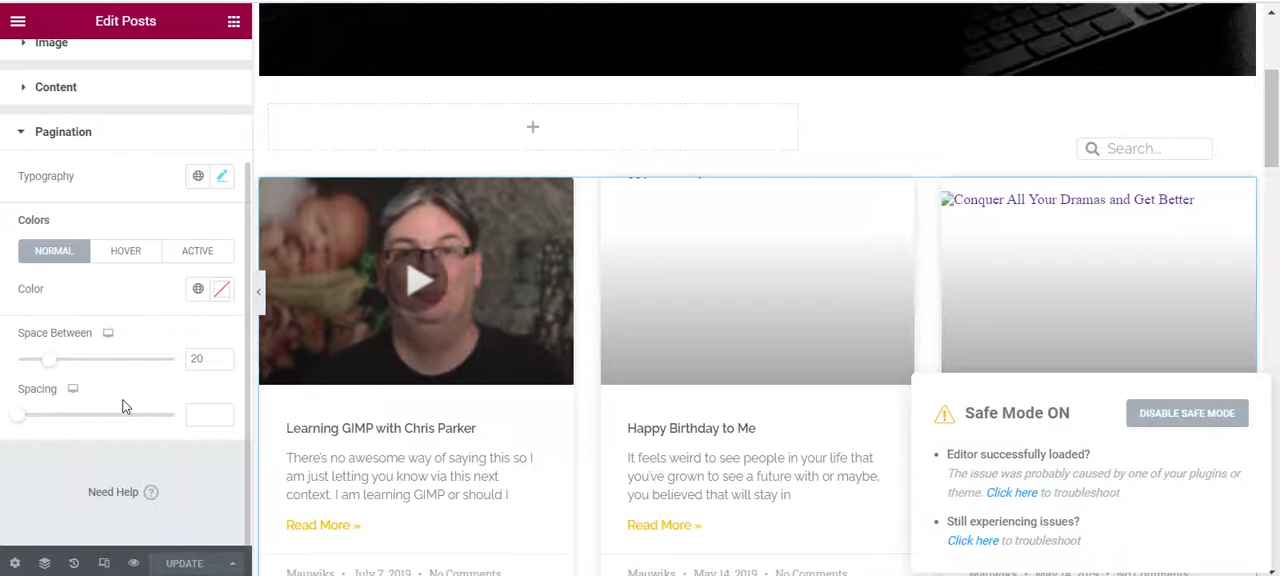 Edit Posts
Image
Content
Pagination
Typography
Colors
NORMAL
HOVER
ACTIVE
Color
Space Between
20
Spacing
Need Help ?
UPDATE
+
Search...
Conquer All Your Dramas and Get Better
Learning GIMP with Chris Parker
There's no awesome way of saying this so I
am just letting you know via this next
context. I am learning GIMP or should I
Read More »
Mauwiks • July 7, 2019 • No Comments
Happy Birthday to Me
It feels weird to see people in your life that
you've grown to see a future with or maybe,
you believed that will stay in
Read More »
Mauwiks • May 14, 2019 • No Comments
Safe Mode ON
DISABLE SAFE MODE
Editor successfully loaded?
The issue was probably caused by one of your plugins or
theme. Click here to troubleshoot
Still experiencing issues?
Click here to troubleshoot